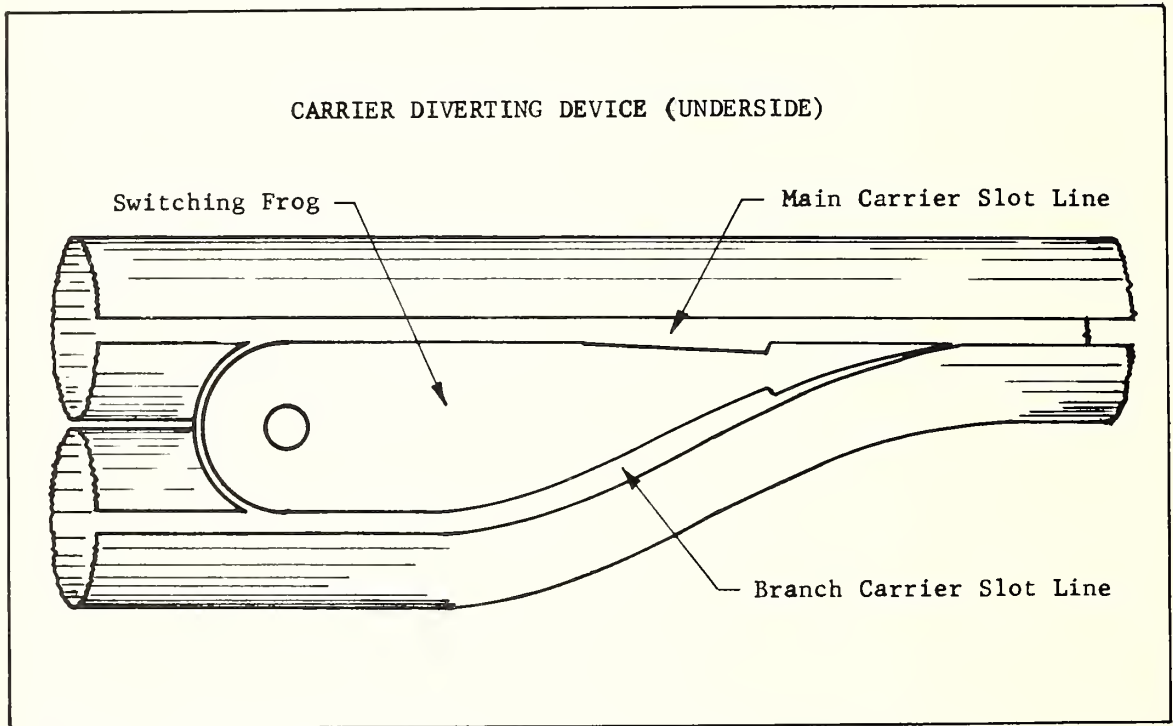 CARRIER DIVERTING DEVICE (UNDERSIDE)
Switching Frog
Main Carrier Slot Line
Branch Carrier Slot Line